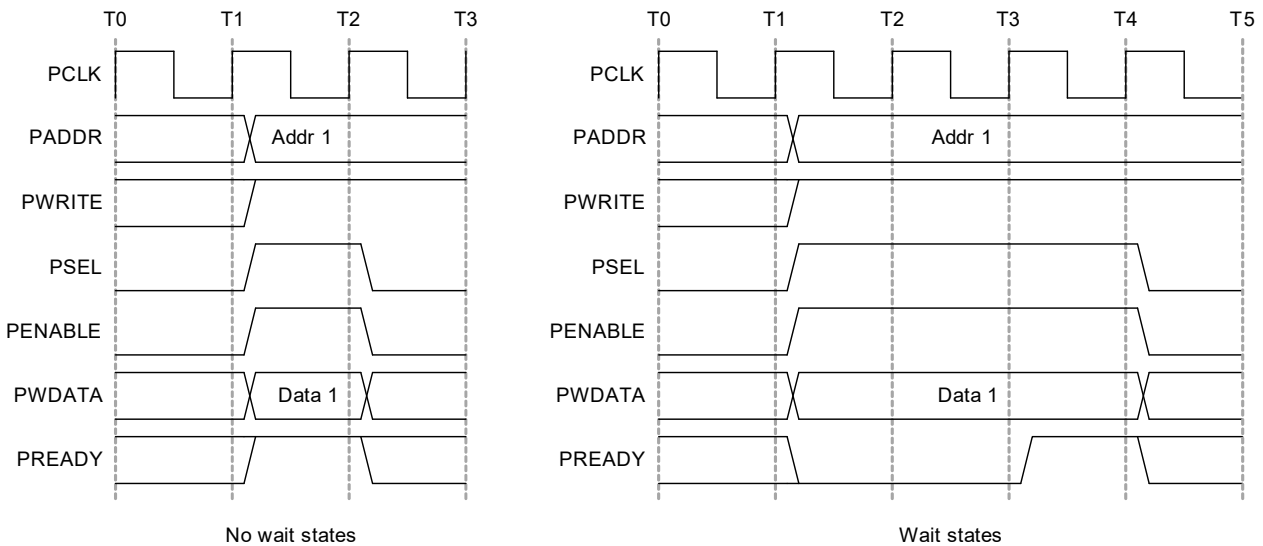 T0 T1 T2 T3
PCLK
PADDR Addr 1
PWRITE
PSEL
PENABLE
PWDATA Data 1
PREADY
No wait states
T0 T1 T2 T3 T4 T5
PCLK
PADDR Addr 1
PWRITE
PSEL
PENABLE
PWDATA Data 1
PREADY
Wait states